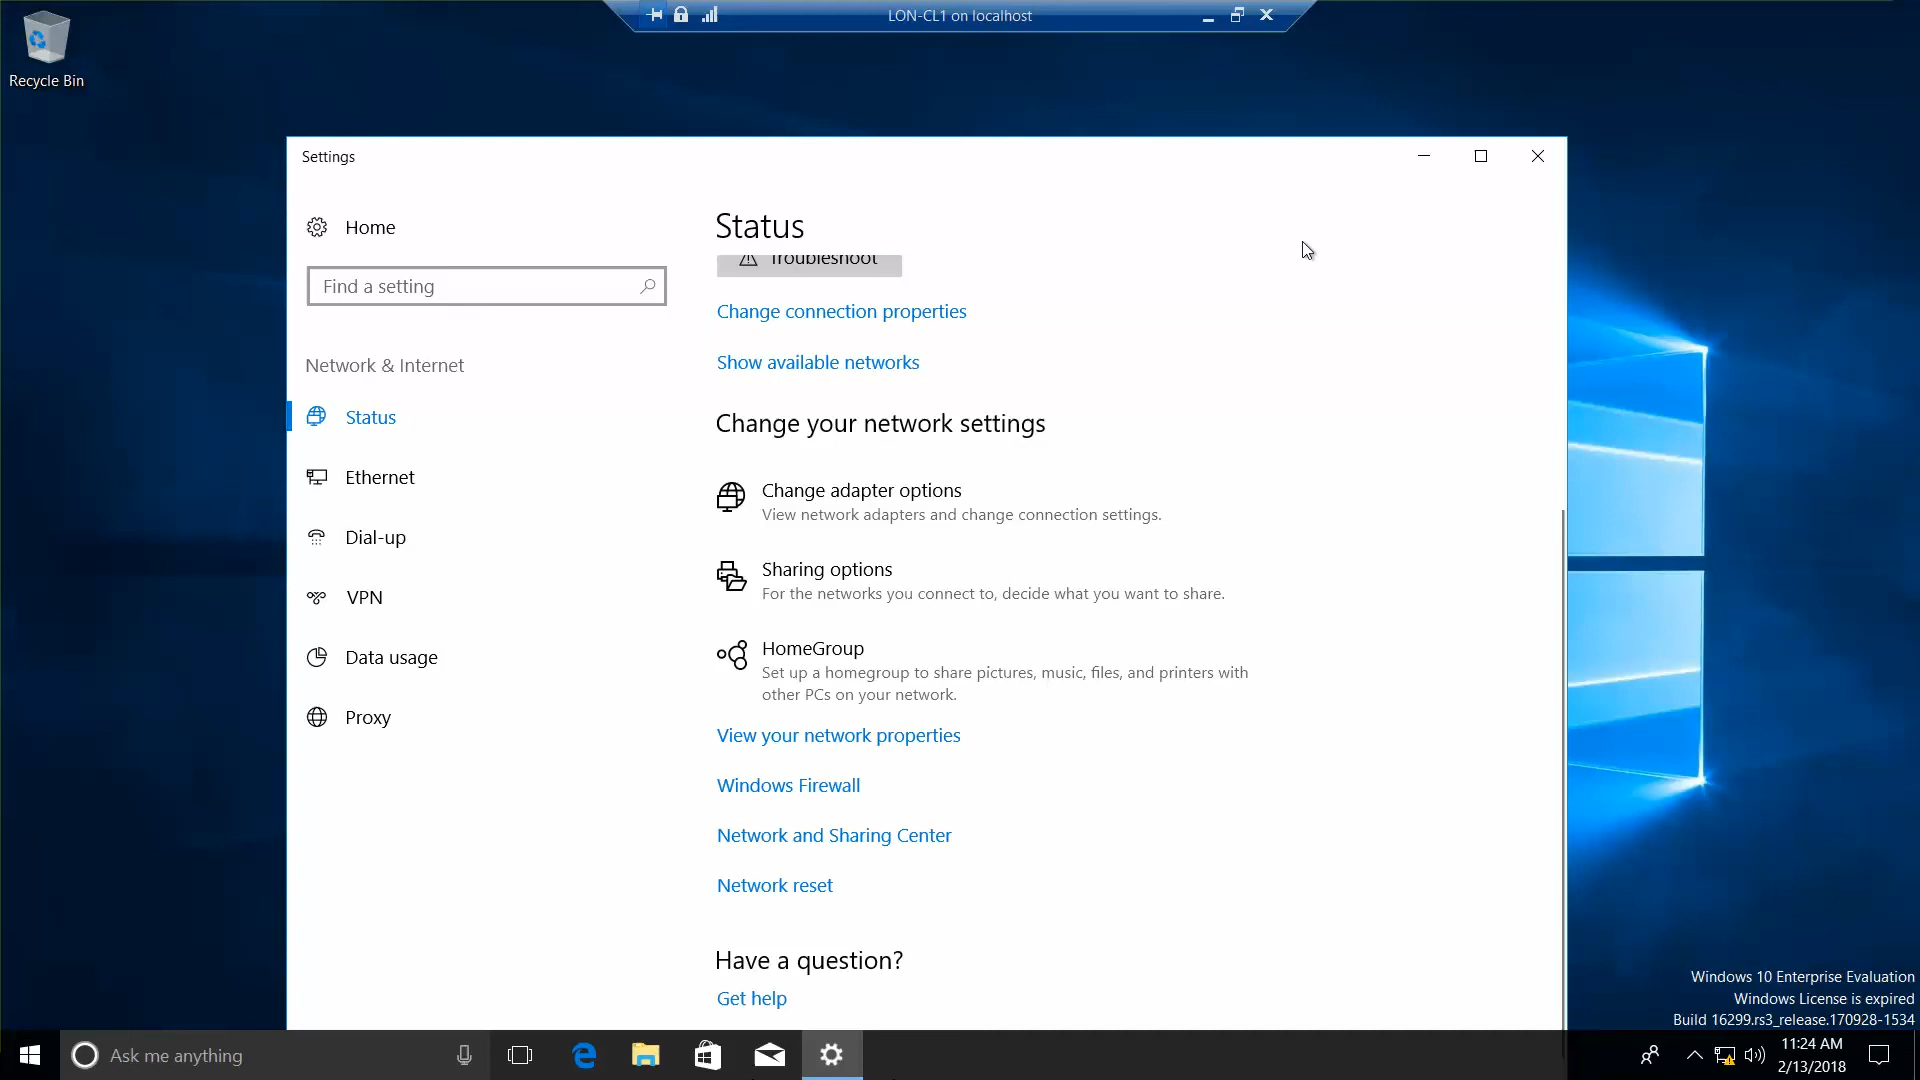 LON-CL1 on localhost
Recycle Bin
Settings
Home
Find a setting
Network & Internet
Status
Ethernet
Dial-up
VPN
Data usage
Proxy
Status
Troubleshoot
Change connection properties
Show available networks
Change your network settings
Change adapter options
View network adapters and change connection settings.
Sharing options
For the networks you connect to, decide what you want to share.
HomeGroup
Set up a homegroup to share pictures, music, files, and printers with
other PCs on your network.
View your network properties
Windows Firewall
Network and Sharing Center
Network reset
Have a question?
Get help
Windows 10 Enterprise Evaluation
Windows License is expired
Build 16299.rs3_release.170928-1534
Ask me anything
11:24 AM
2/13/2018